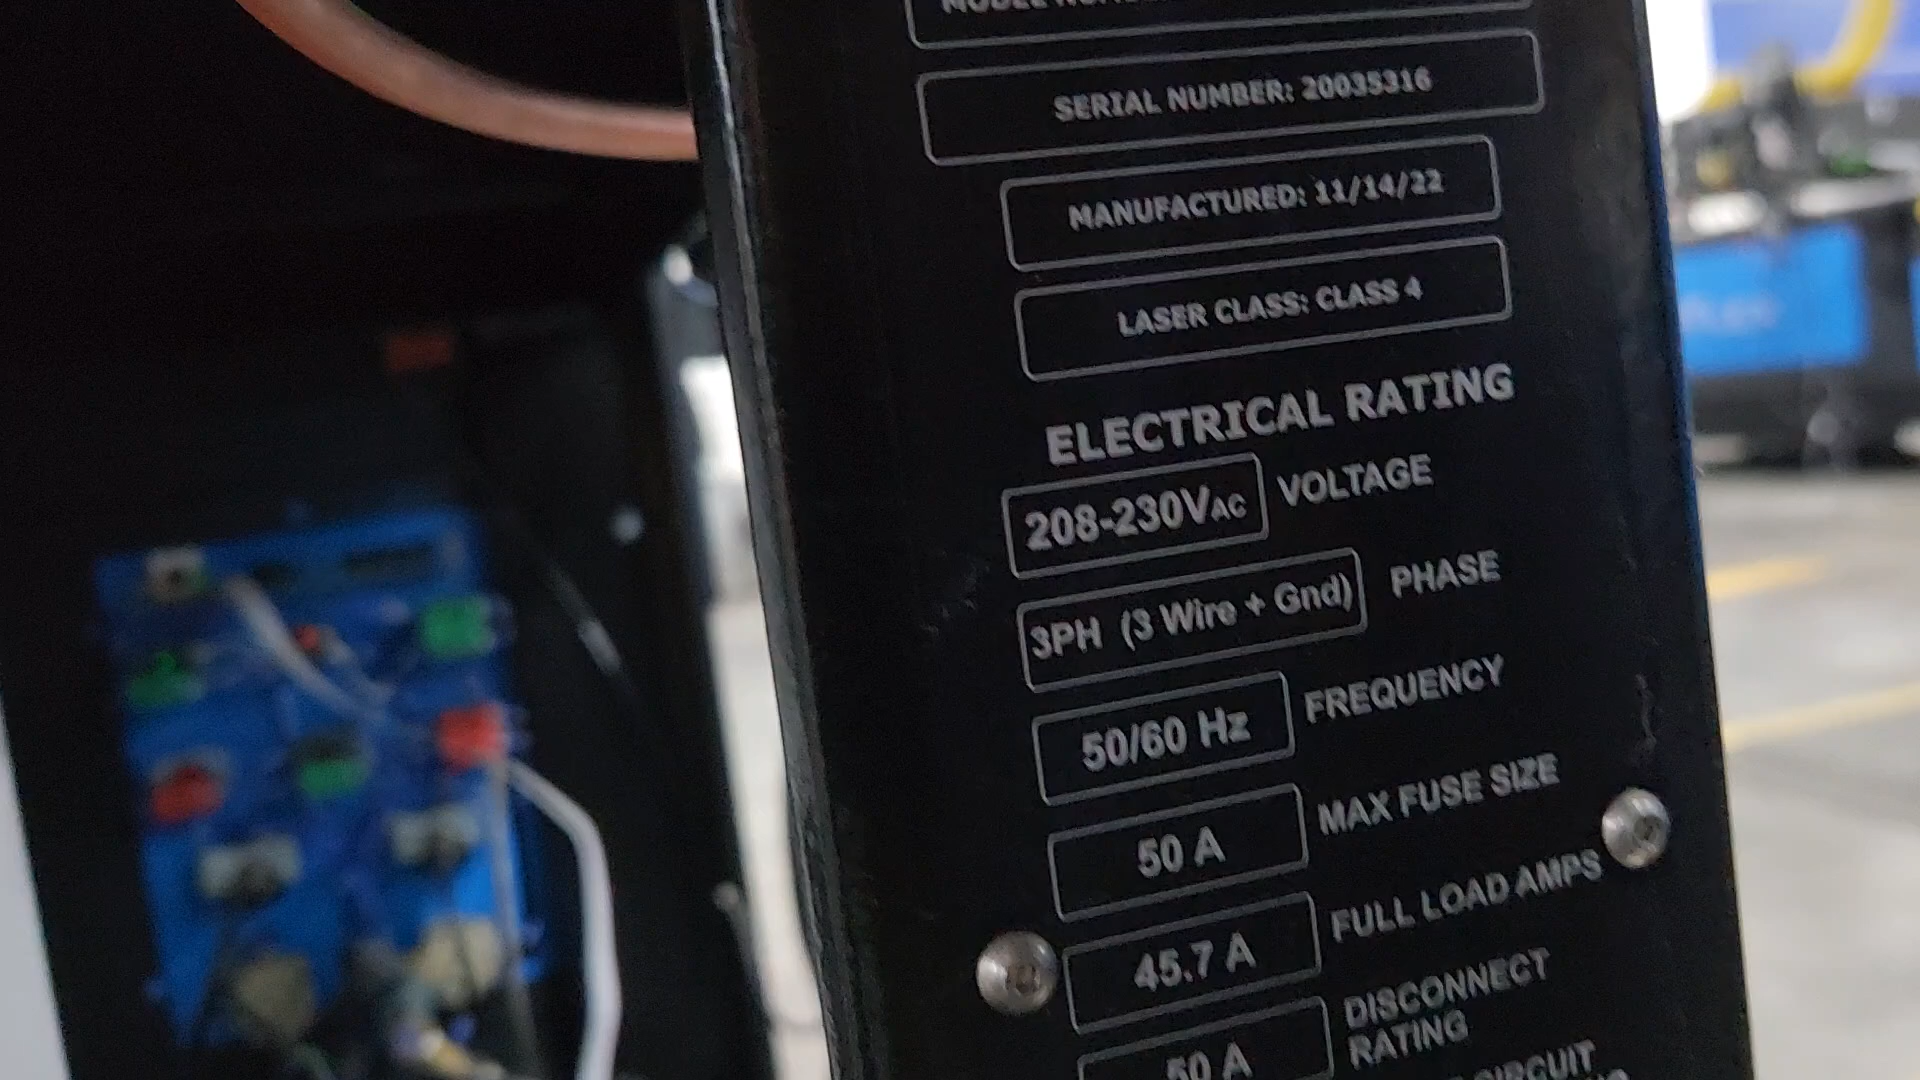 SERIAL NUMBER: 20035316
MANUFACTURED: 11/14/22
LASER CLASS: CLASS 4
ELECTRICAL RATING
208-230VAC VOLTAGE
3PH (3 Wire + Gnd) PHASE
50/60 Hz FREQUENCY
50 A MAX FUSE SIZE
45.7 A FULL LOAD AMPS
50 A DISCONNECT
RATING
CIRCUIT